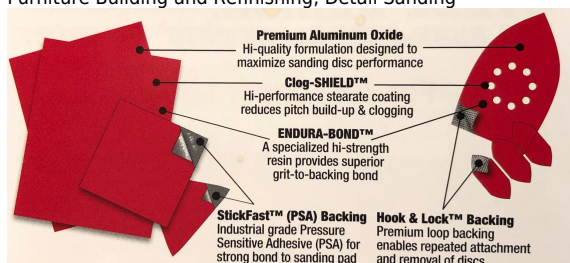 Furniture Building and Refinishing, Detail Sanding
Premium Aluminum Oxide
Hi-quality formulation designed to
maximize sanding disc performance
Clog-SHIELD™
Hi-performance stearate coating
reduces pitch build-up & clogging
ENDURA-BOND™
A specialized hi-strength
resin provides superior
grit-to-backing bond
StickFast™ (PSA) Backing
Industrial grade Pressure
Sensitive Adhesive (PSA) for
strong bond to sanding pad
Hook & Lock™ Backing
Premium loop backing
enables repeated attachment
and removal of discs